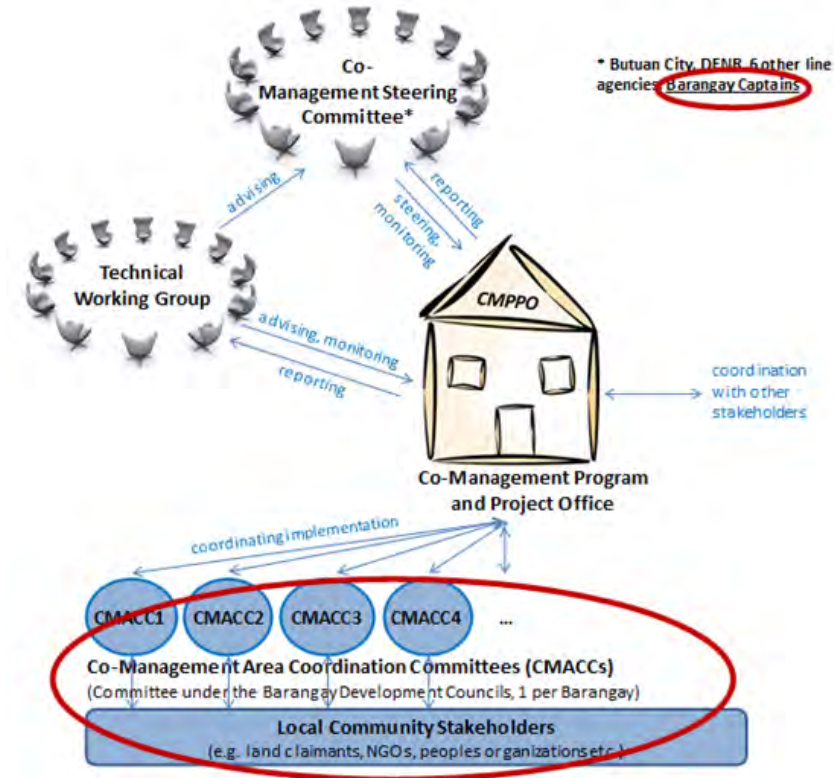 Co-
Management Steering
Committee*
* Butuan City, DENR, 6 other line
agencies, Barangay Captains
advising
reporting
steering,
monitoring
Technical
Working Group
CMPPO
advising, monitoring
reporting
coordination
with other
stakeholders
Co-Management Program
and Project Office
coordinating implementation
CMACC1
CMACC2
CMACC3
CMACC4
...
Co-Management Area Coordination Committees (CMACCs)
(Committee under the Barangay Development Councils, 1 per Barangay)
Local Community Stakeholders
(e.g. land claimants, NGOs, peoples organizations etc.)